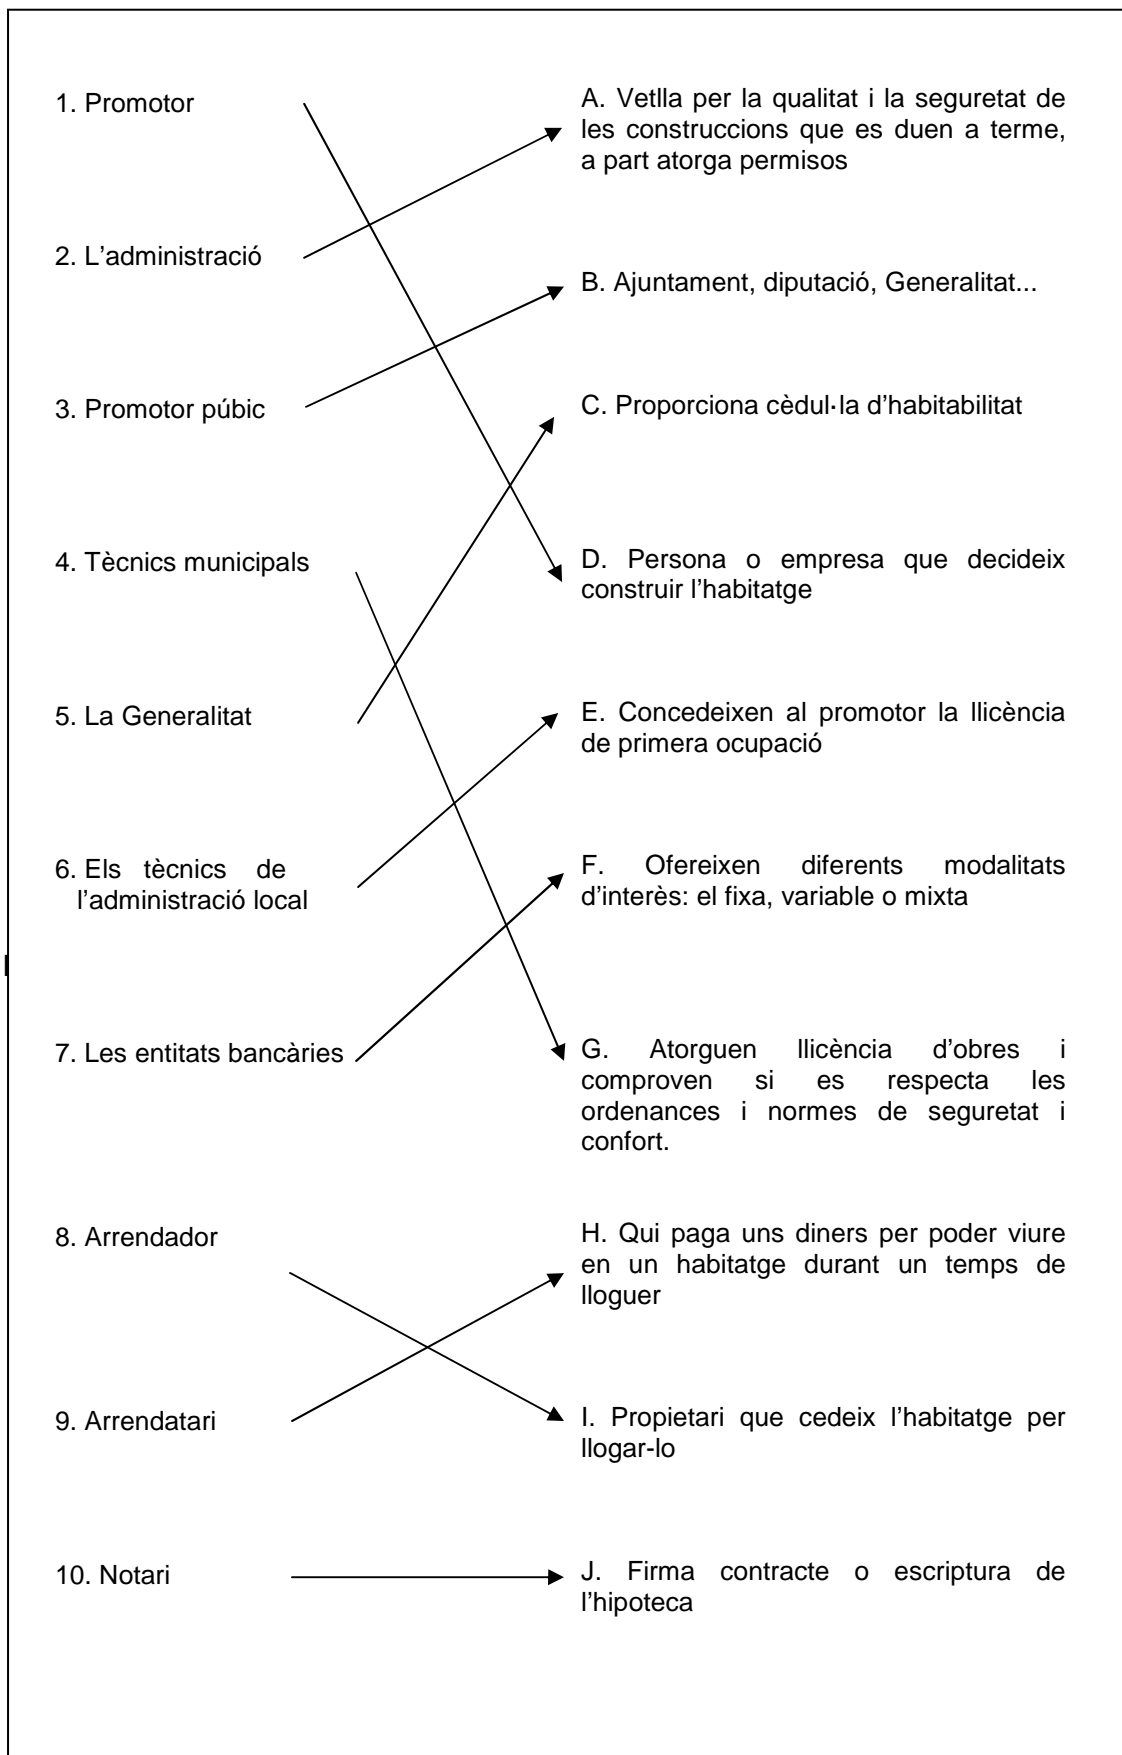 1. Promotor
A. Vetlla per la qualitat i la seguretat de
les construccions que es duen a terme,
a part atorga permisos
2. L’administració
B. Ajuntament, diputació, Generalitat...
3. Promotor púbic
C. Proporciona cèdul·la d’habitabilitat
4. Tècnics municipals
D. Persona o empresa que decideix
construir l’habitatge
5. La Generalitat
E. Concedeixen al promotor la llicència
de primera ocupació
6. Els tècnics de
l’administració local
F. Ofereixen diferents modalitats
d’interès: el fixa, variable o mixta
7. Les entitats bancàries
G. Atorguen llicència d’obres i
comproven si es respecta les
ordenances i normes de seguretat i
confort.
8. Arrendador
H. Qui paga uns diners per poder viure
en un habitatge durant un temps de
lloguer
9. Arrendatari
I. Propietari que cedeix l’habitatge per
llogar-lo
10. Notari
J. Firma contracte o escriptura de
l’hipoteca